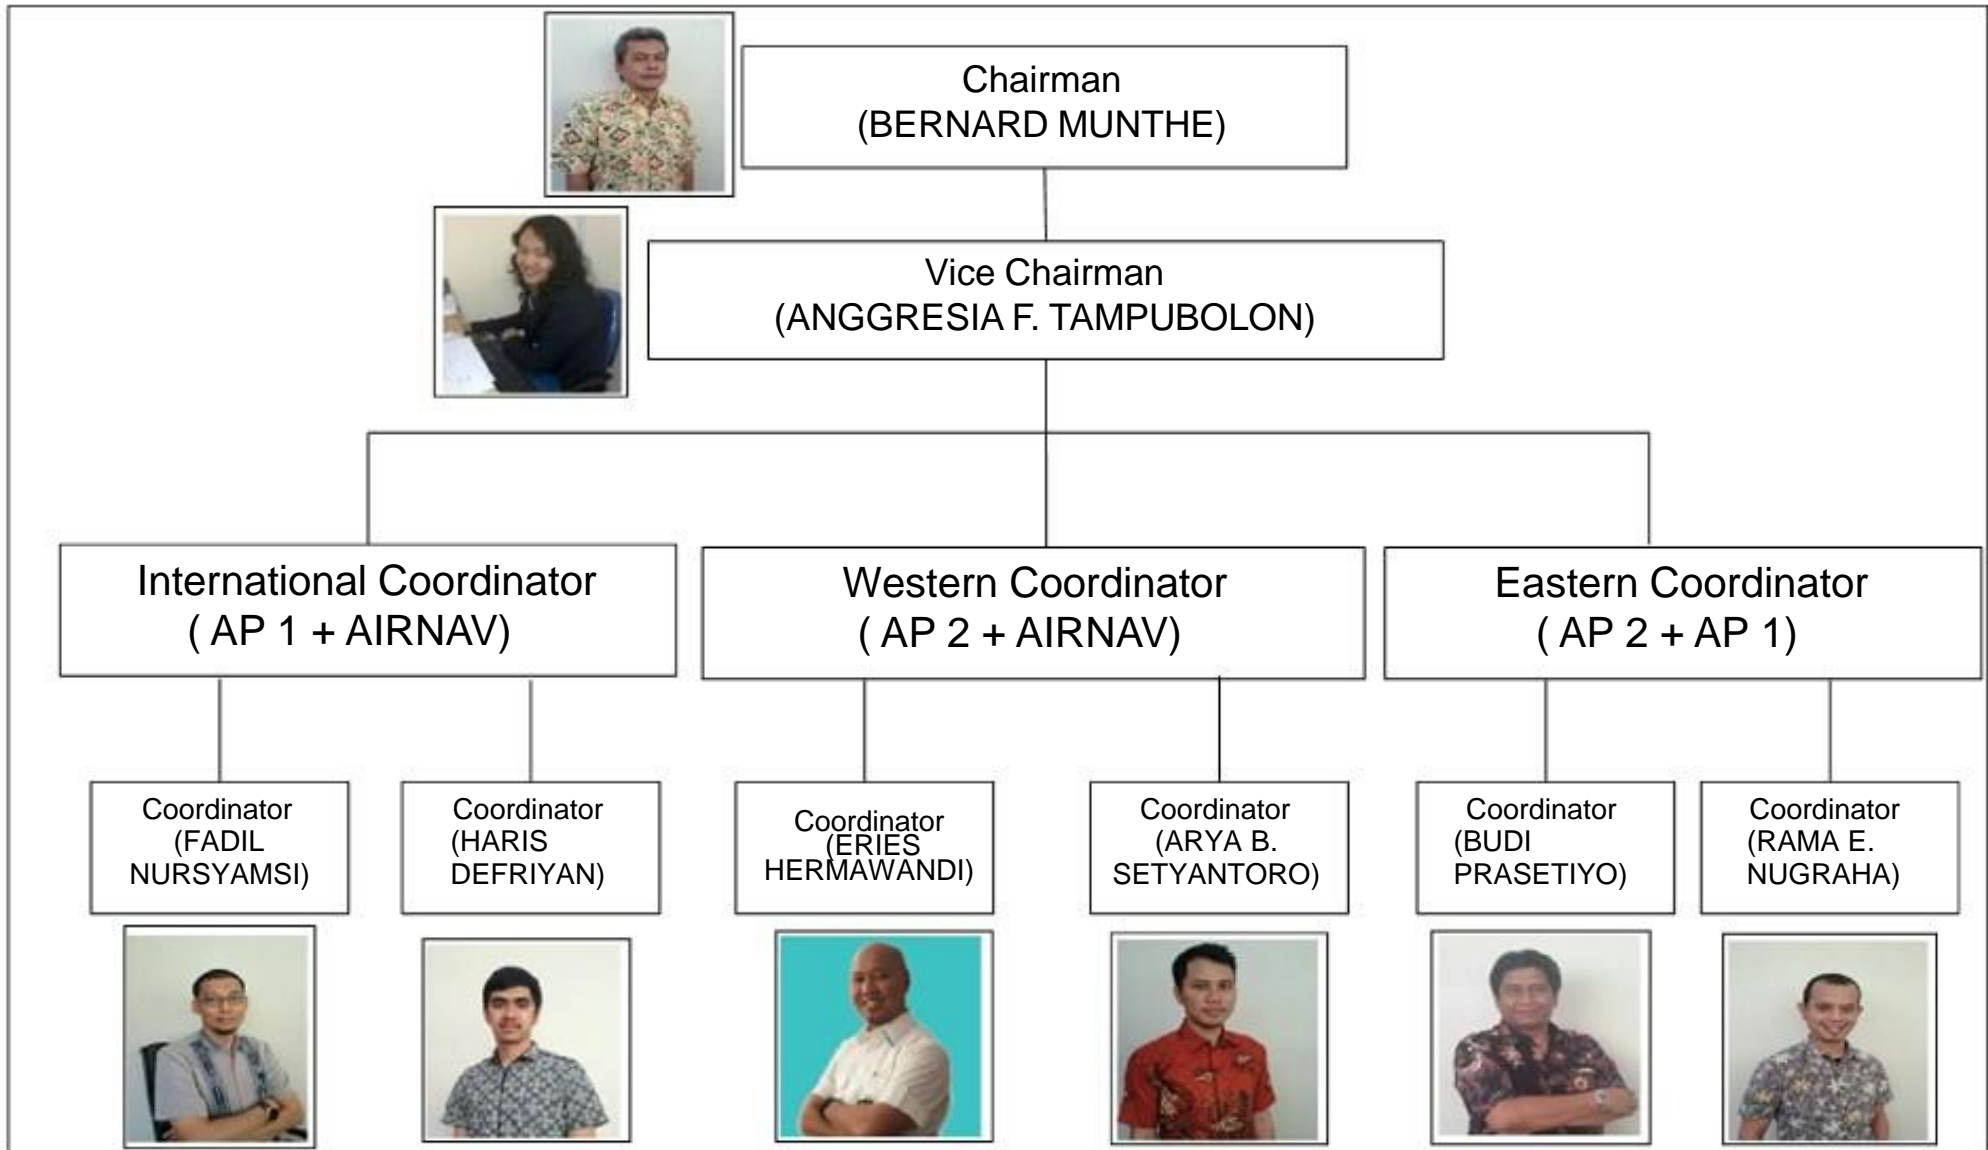 Chairman
(BERNARD MUNTHE)
Vice Chairman
(ANGGRESIA F. TAMPUBOLON)
International Coordinator
( AP 1 + AIRNAV)
Western Coordinator
( AP 2 + AIRNAV)
Eastern Coordinator
( AP 2 + AP 1)
Coordinator
(FADIL
NURSYAMSI)
Coordinator
(HARIS
DEFRIYAN)
Coordinator
(ERIES
HERMAWANDI)
Coordinator
(ARYA B.
SETYANTORO)
Coordinator
(BUDI
PRASETIYO)
Coordinator
(RAMA E.
NUGRAHA)